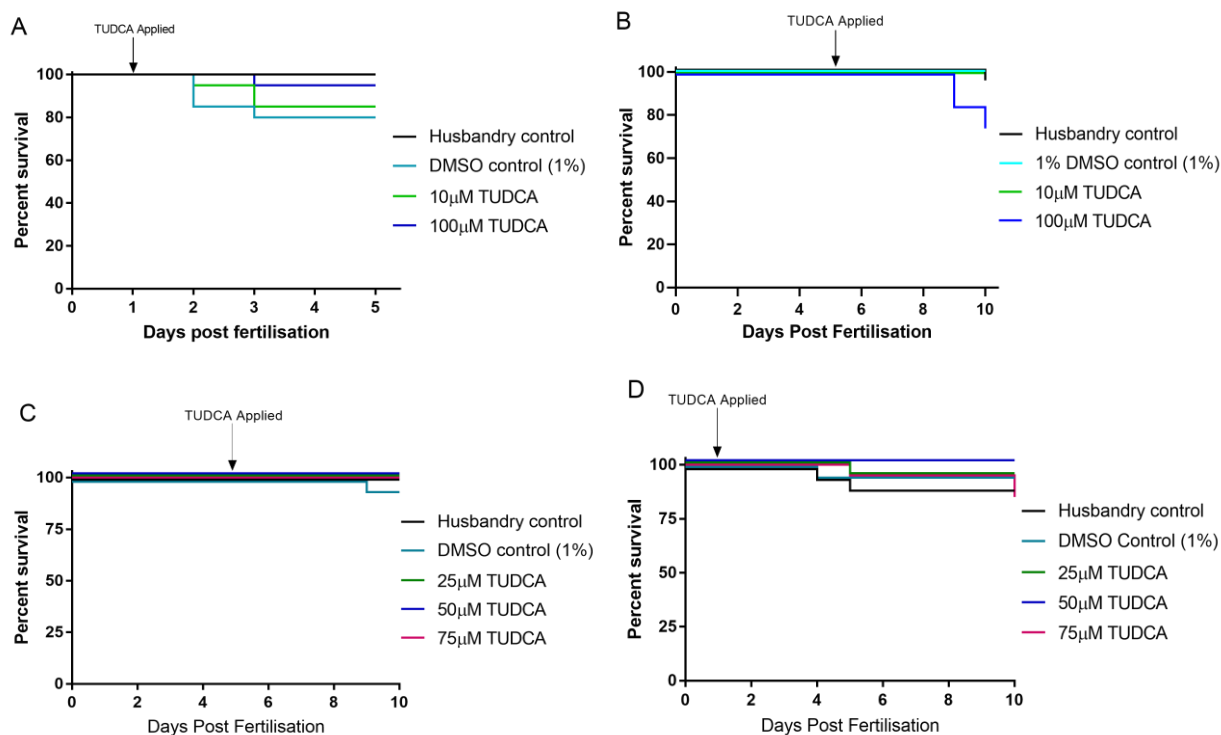 A
TUDCA Applied
Percent survival
100
80
60
40
20
0
0 1 2 3 4 5
Days post fertilisation
Husbandry control
DMSO control (1%)
10μM TUDCA
100μM TUDCA
B
TUDCA Applied
Percent survival
100
80
60
40
20
0
0 2 4 6 8 10
Days Post Fertilisation
Husbandry control
1% DMSO control (1%)
10μM TUDCA
100μM TUDCA
C
TUDCA Applied
Percent survival
100
75
50
25
0
0 2 4 6 8 10
Days Post Fertilisation
Husbandry control
DMSO control (1%)
25μM TUDCA
50μM TUDCA
75μM TUDCA
D
TUDCA Applied
Percent survival
100
75
50
25
0
0 2 4 6 8 10
Days Post Fertilisation
Husbandry control
DMSO Control (1%)
25μM TUDCA
50μM TUDCA
75μM TUDCA